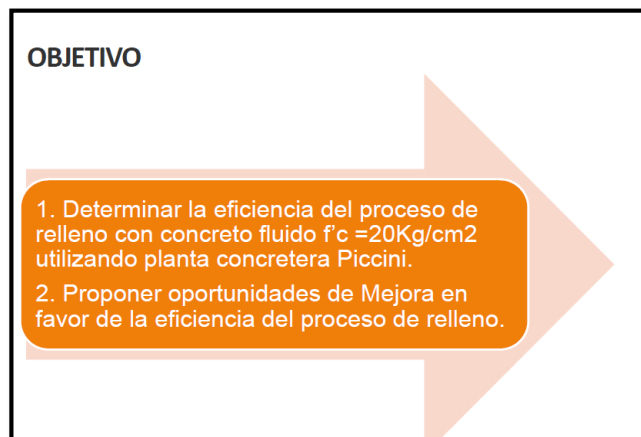 OBJETIVO
1. Determinar la eficiencia del proceso de
relleno con concreto fluido f’c =20Kg/cm2
utilizando planta concretera Piccini.
2. Proponer oportunidades de Mejora en
favor de la eficiencia del proceso de relleno.